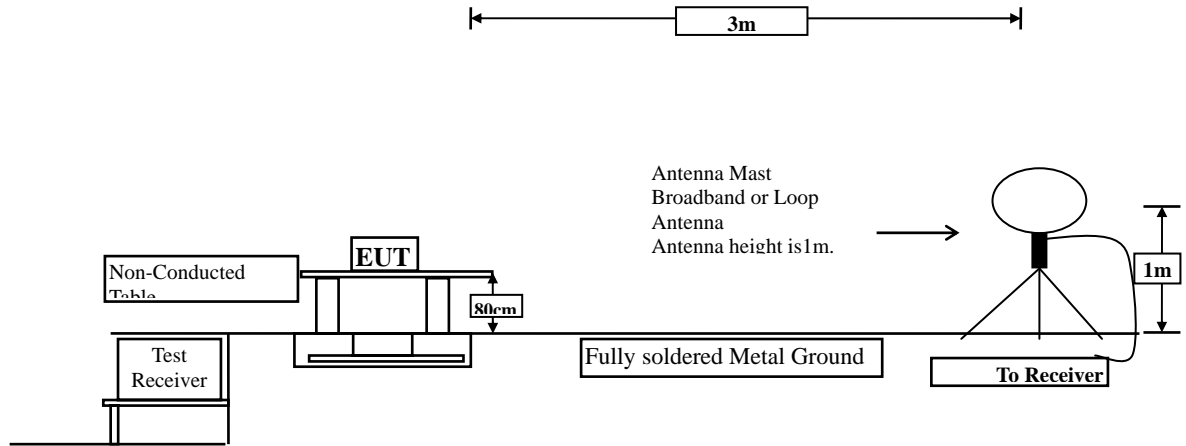 3m
Antenna Mast
Broadband or Loop
Antenna
Antenna height is1m.
EUT
Non-Conducted
Table
80cm
1m
Test
Receiver
Fully soldered Metal Ground
To Receiver